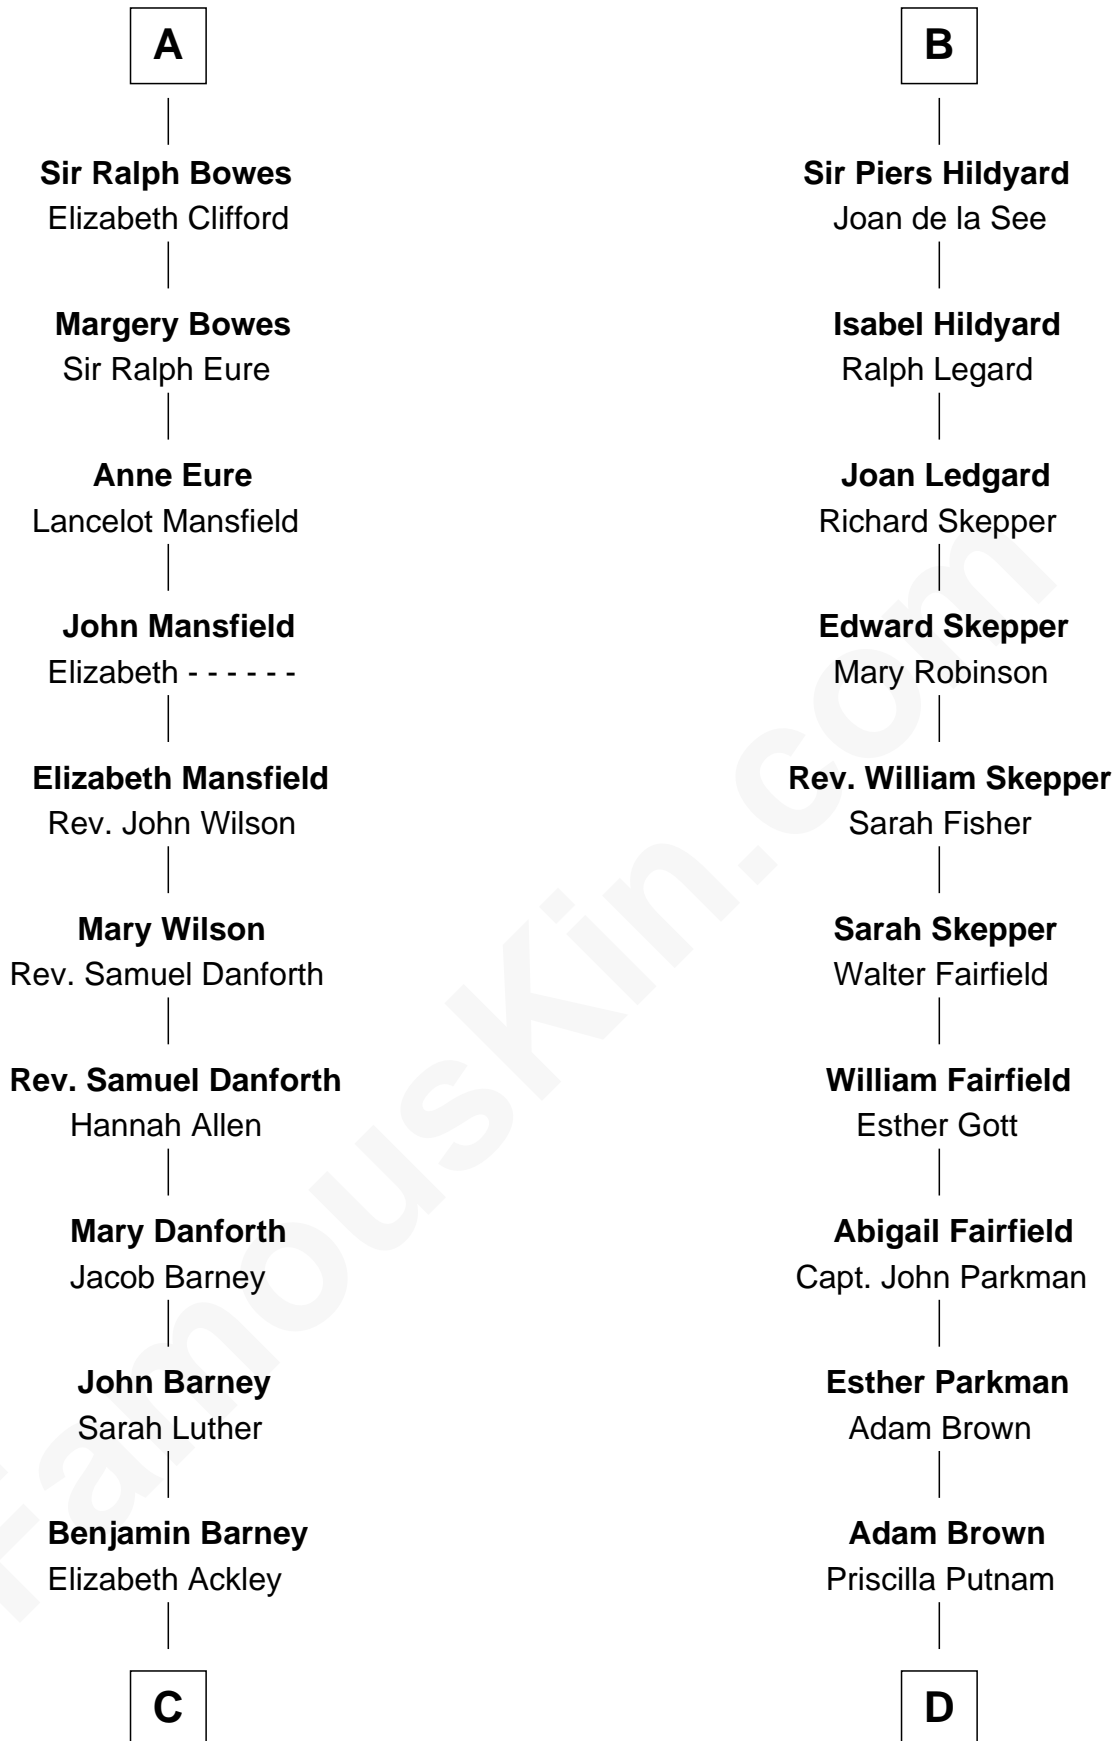 A
Sir Ralph Bowes
Elizabeth Clifford
Margery Bowes
Sir Ralph Eure
Anne Eure
Lancelot Mansfield
John Mansfield
Elizabeth - - - - - -
Elizabeth Mansfield
Rev. John Wilson
Mary Wilson
Rev. Samuel Danforth
Rev. Samuel Danforth
Hannah Allen
Mary Danforth
Jacob Barney
John Barney
Sarah Luther
Benjamin Barney
Elizabeth Ackley
C
B
Sir Piers Hildyard
Joan de la See
Isabel Hildyard
Ralph Legard
Joan Ledgard
Richard Skepper
Edward Skepper
Mary Robinson
Rev. William Skepper
Sarah Fisher
Sarah Skepper
Walter Fairfield
William Fairfield
Esther Gott
Abigail Fairfield
Capt. John Parkman
Esther Parkman
Adam Brown
Adam Brown
Priscilla Putnam
D
FamousKin.com